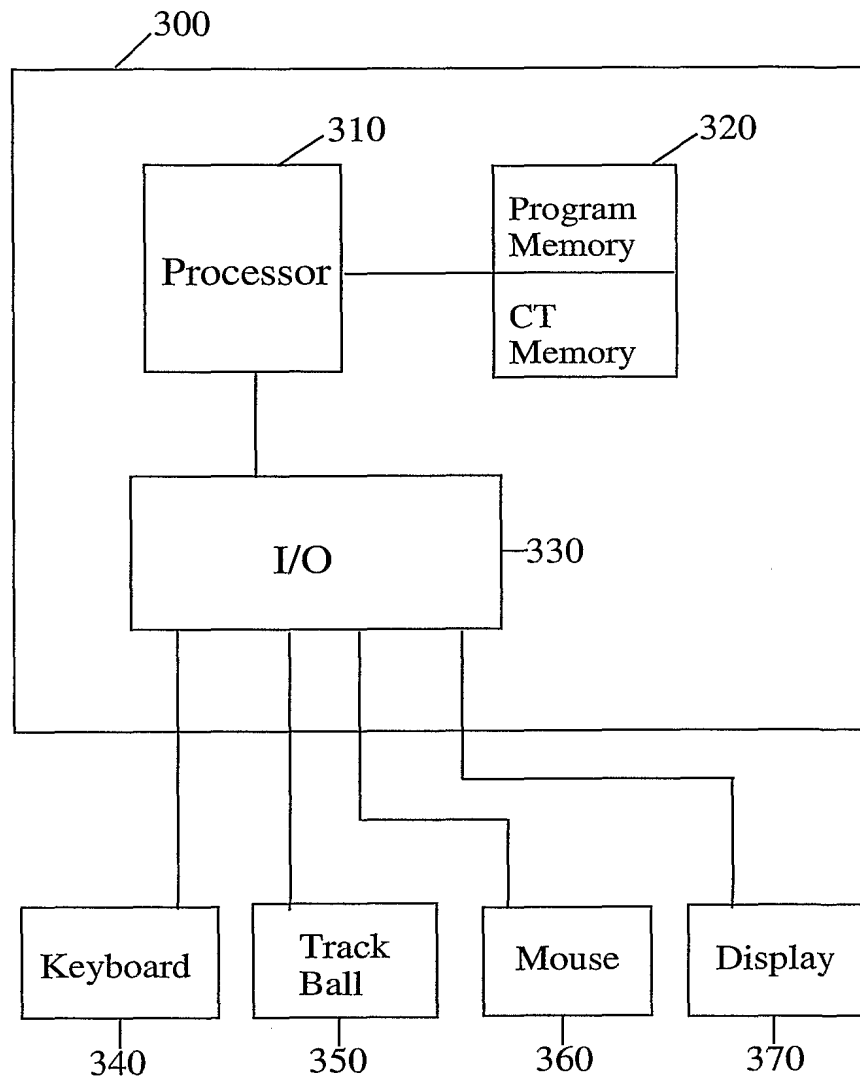 300
310
320
Processor
Program
Memory
CT
Memory
I/O
330
Keyboard
Track
Ball
Mouse
Display
340
350
360
370